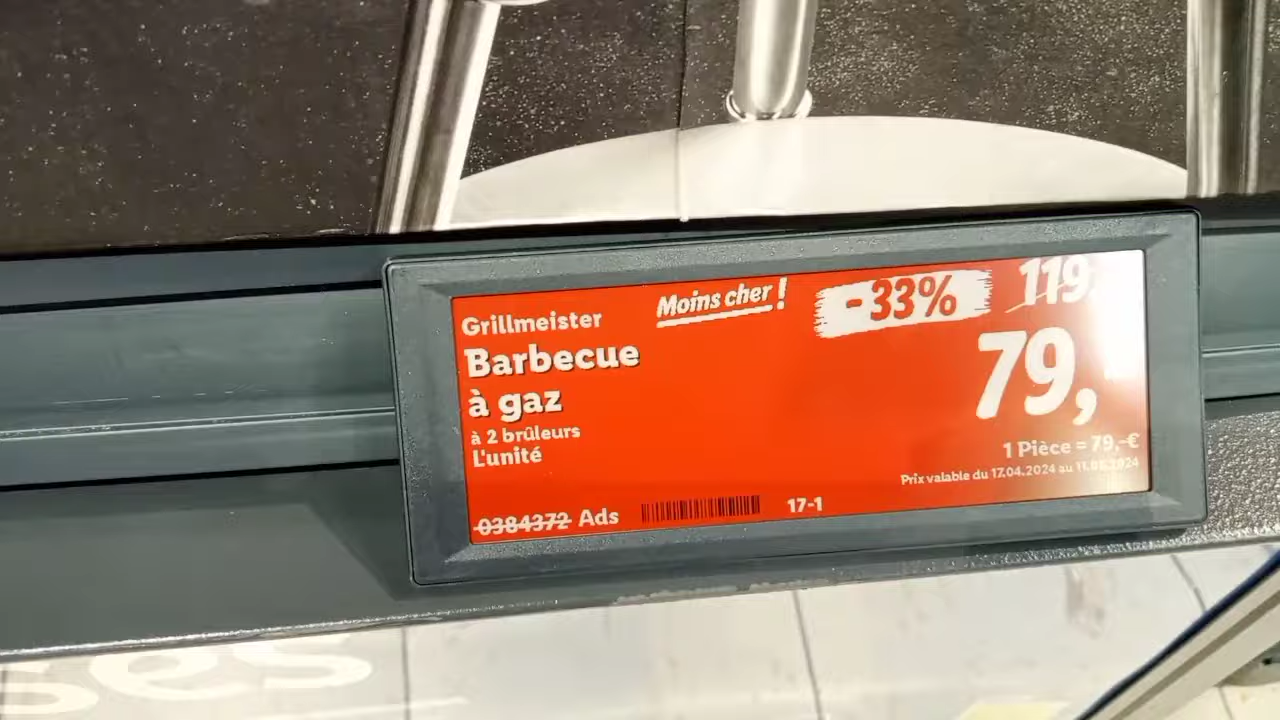 Grillmeister
Barbecue
à gaz
à 2 brûleurs
L'unité
Moins cher !
-33%
119,
79,
1 Pièce = 79,-€
Prix valable du 17.04.2024 au
0384372 Ads
17-1
ses